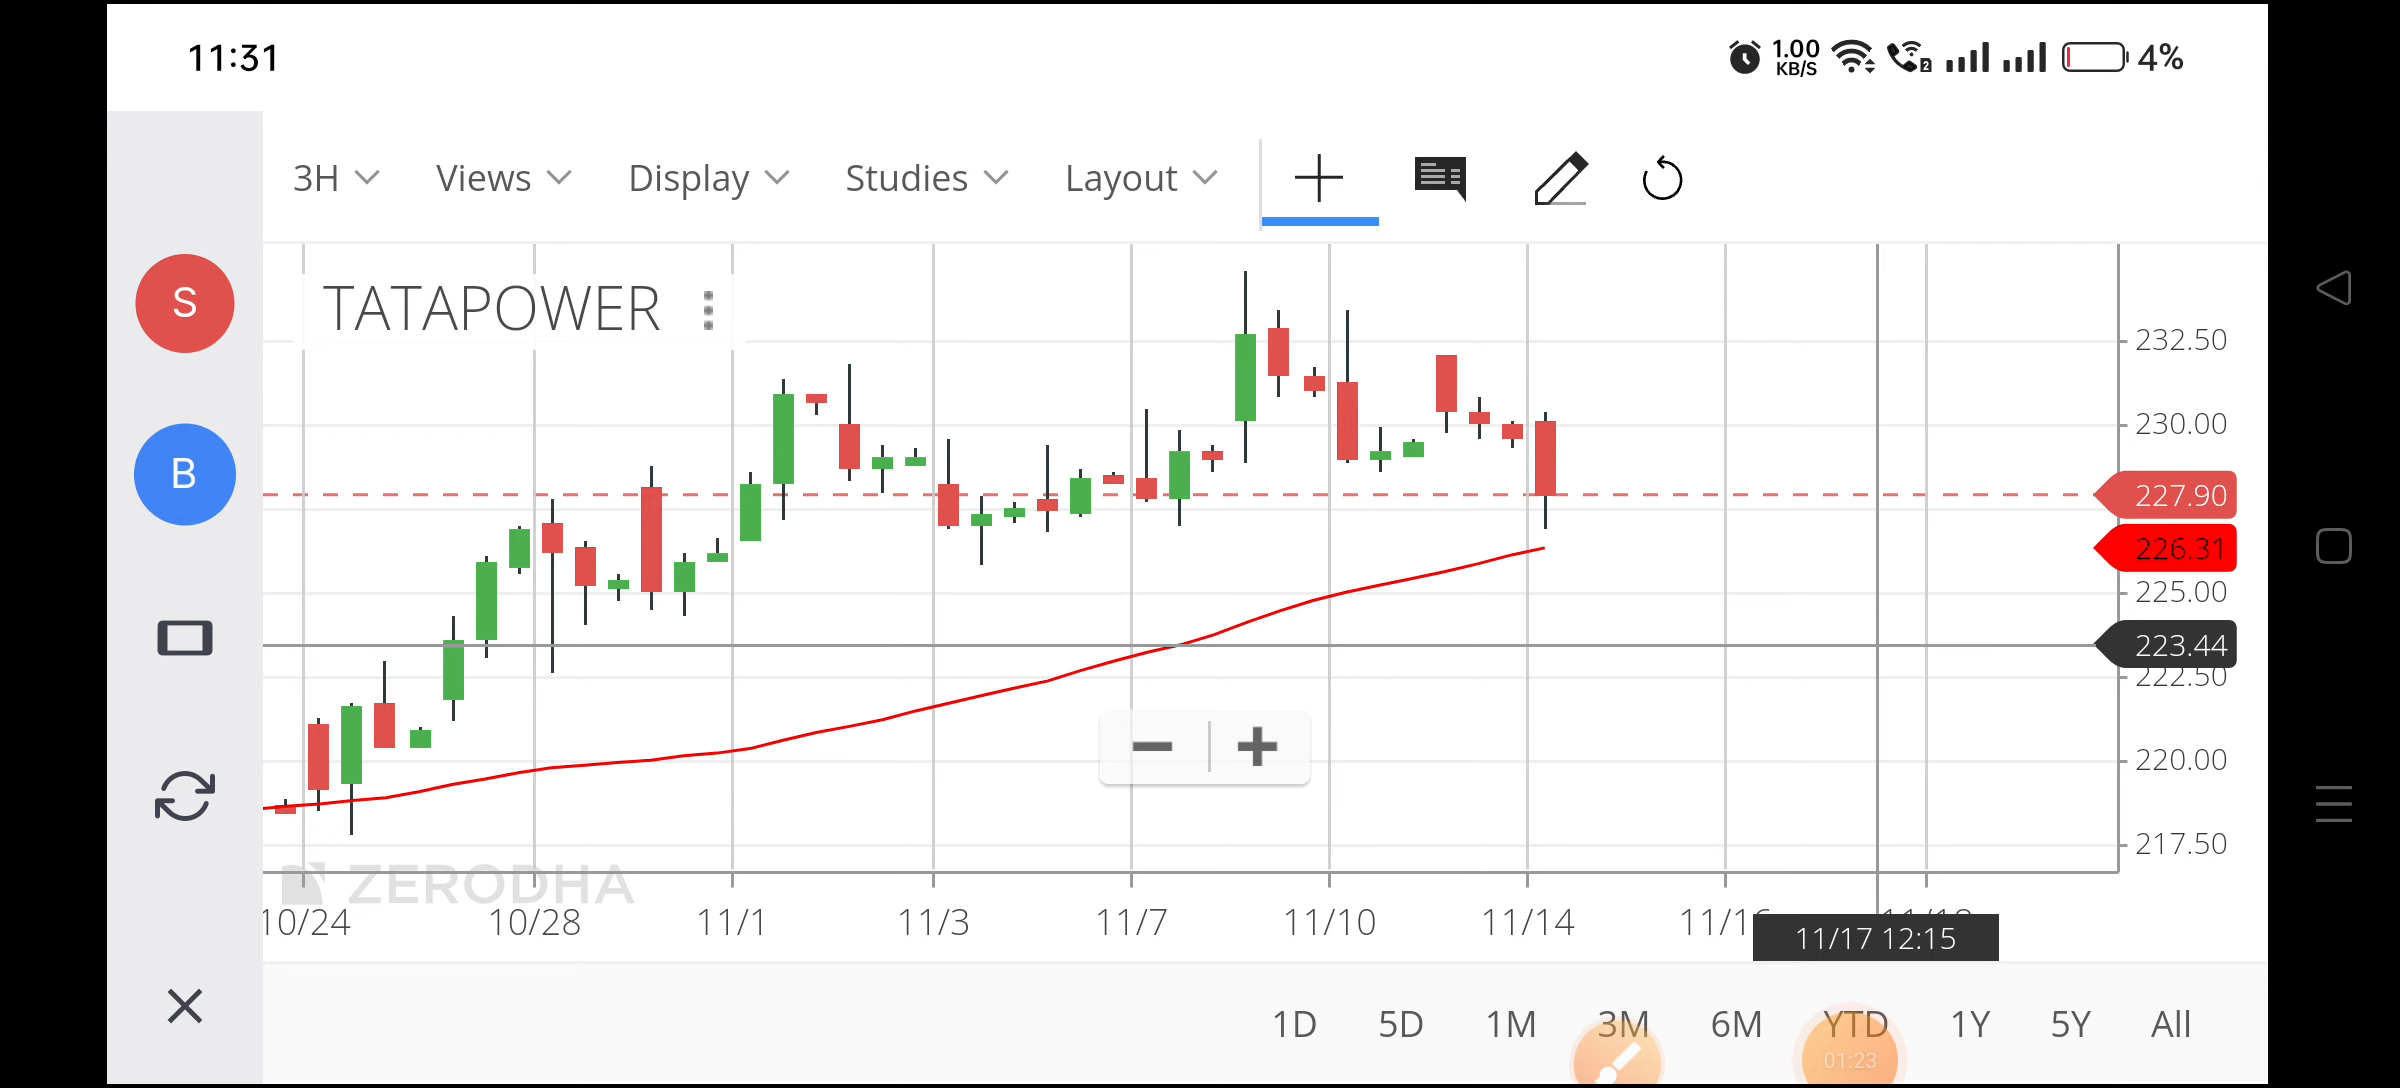 11:31
1.00
KB/S
2
4%
3H Views Display Studies Layout
S
TATAPOWER
232.50
230.00
B
227.90
226.31
225.00
223.44
222.50
220.00
217.50
ZERODHA
10/24 10/28 11/1 11/3 11/7 11/10 11/14
11/17 12:15
1D 5D 1M 3M 6M YTD 1Y 5Y All
01:23